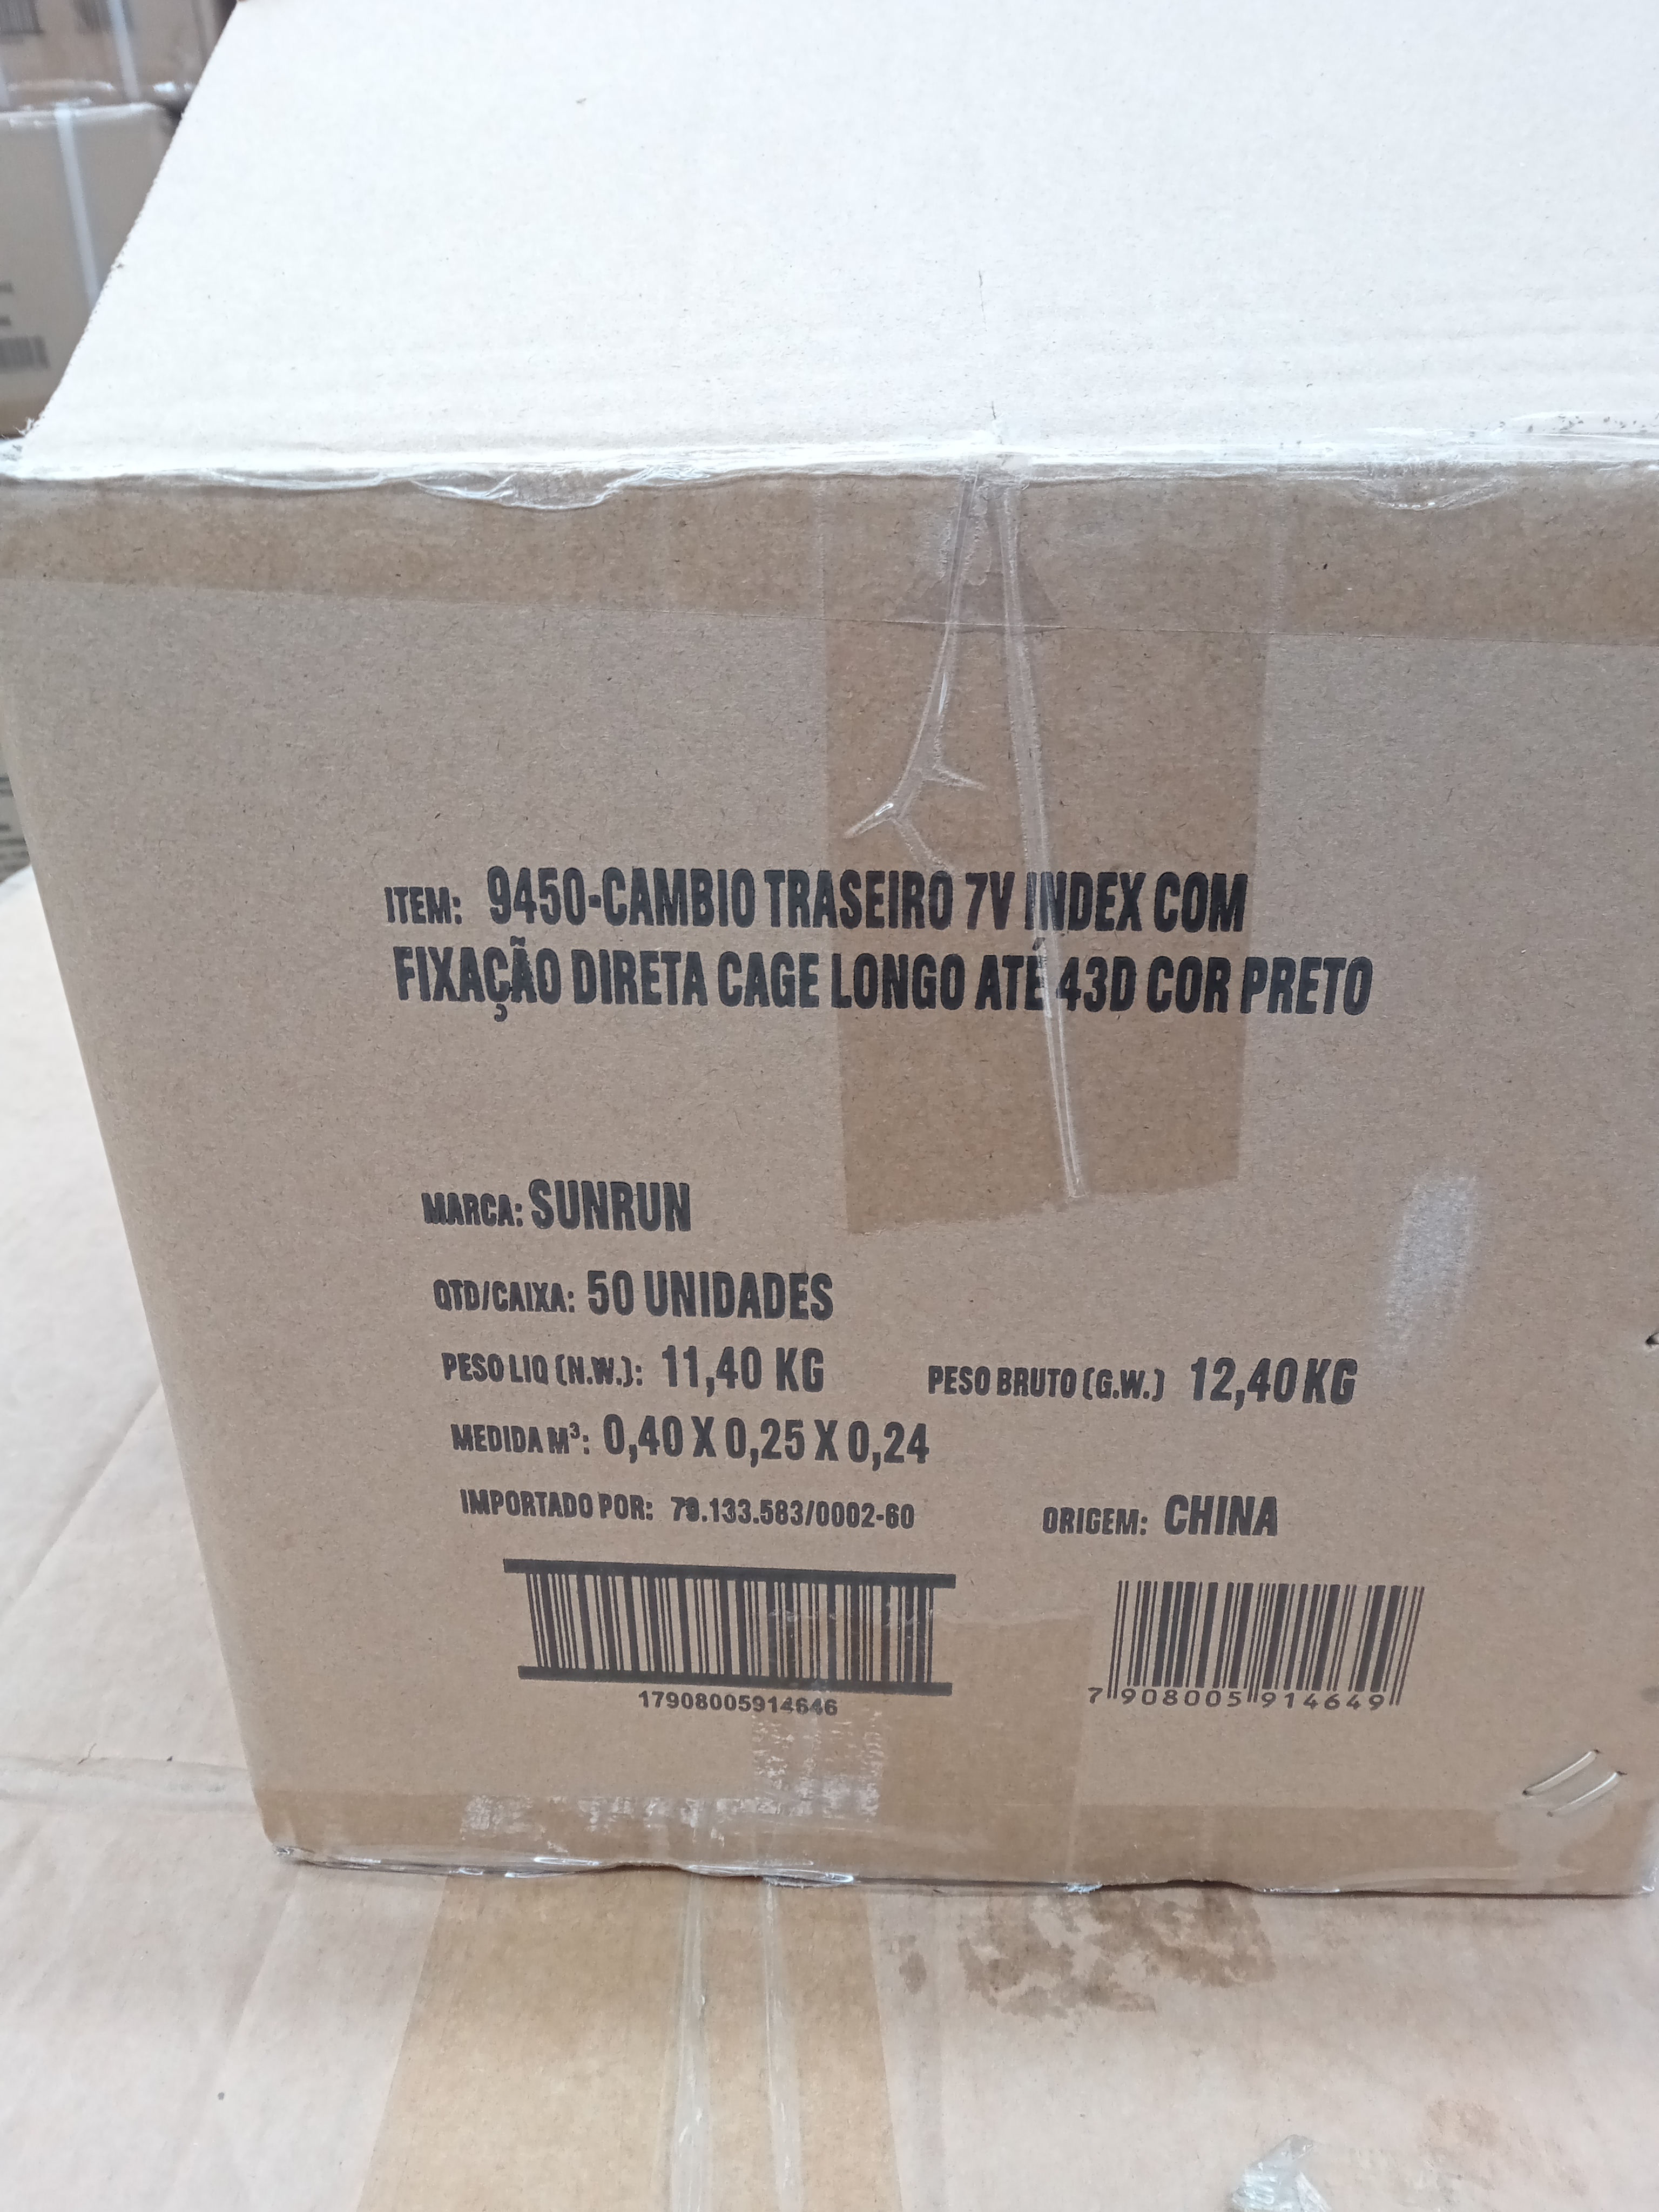 ITEM: 9450-CAMBIO TRASEIRO 7V INDEX COM
FIXAÇÃO DIRETA CAGE LONGO ATÉ 43D COR PRETO
MARCA: SUNRUN
QTD/CAIXA: 50 UNIDADES
PESO LIQ (N.W.): 11,40 KG PESO BRUTO (G.W.) 12,40 KG
MEDIDA M³: 0,40 X 0,25 X 0,24
IMPORTADO POR: 79.133.583/0002-60 ORIGEM: CHINA
17908005914646 7 908005 914649